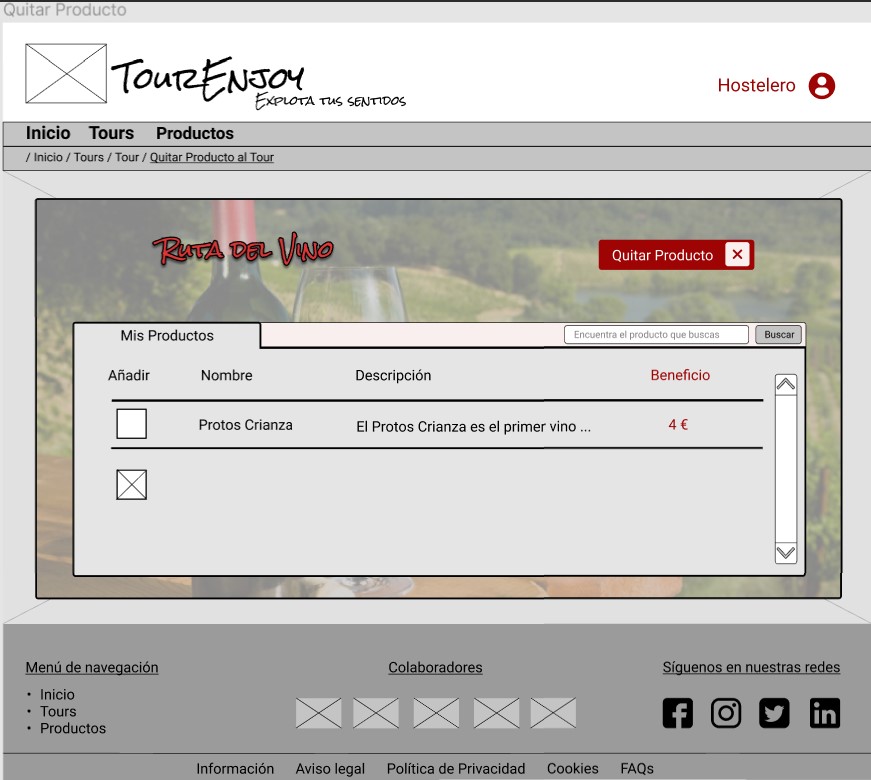 Quitar Producto
TourEnjoy
Explota tus sentidos
Hostelero
Inicio Tours Productos
/ Inicio / Tours / Tour / Quitar Producto al Tour
Ruta del Vino
Quitar Producto
Mis Productos
Encuentra el producto que buscas
Buscar
Añadir Nombre Descripción Beneficio
Protos Crianza El Protos Crianza es el primer vino ... 4 €
Menú de navegación
• Inicio
• Tours
• Productos
Colaboradores
Síguenos en nuestras redes
Información Aviso legal Política de Privacidad Cookies FAQs